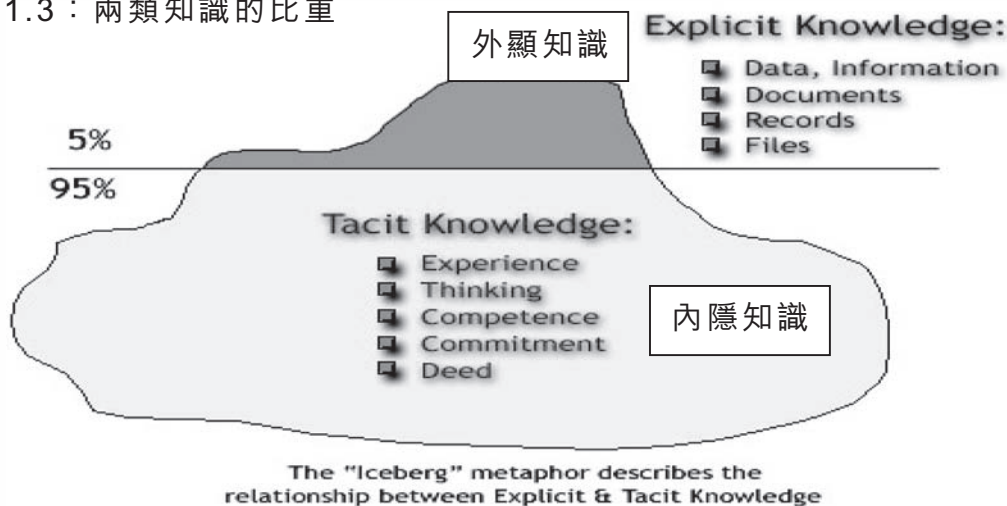 1.3：兩類知識的比重
外顯知識
Explicit Knowledge:
Data, Information
Documents
Records
Files
5%
95%
Tacit Knowledge:
Experience
Thinking
Competence
Commitment
Deed
內隱知識
The "Iceberg" metaphor describes the
relationship between Explicit & Tacit Knowledge